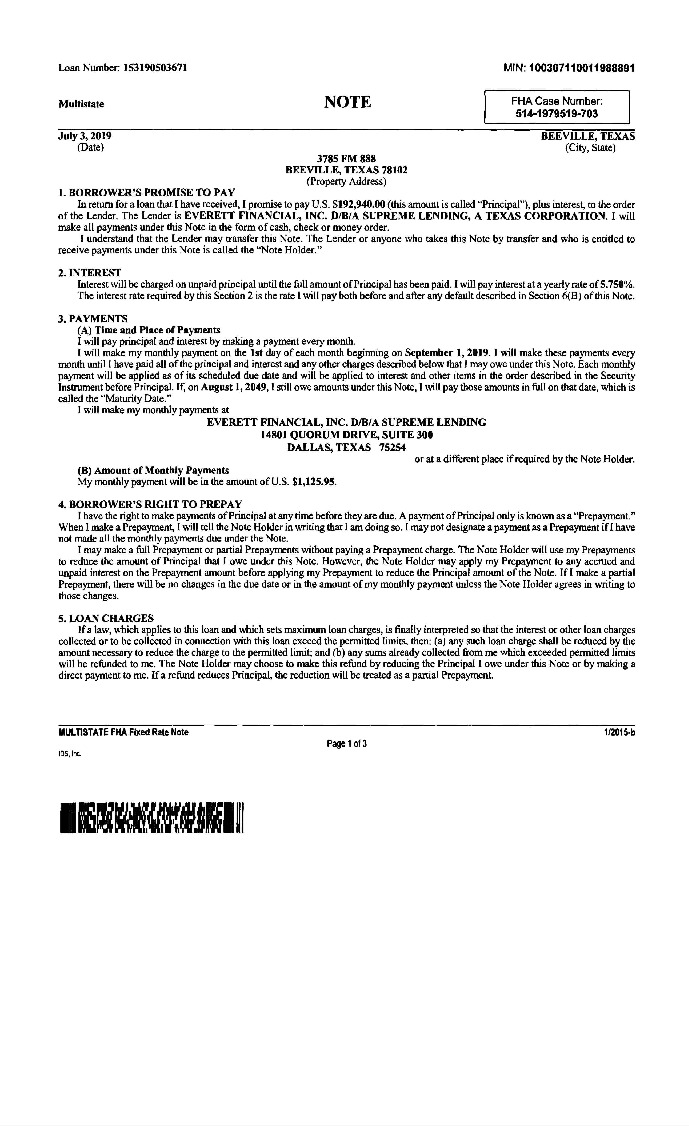 Loan Number: 153190503671
MIN: 100307110011988891
Multistate
NOTE
FHA Case Number:
514-1979519-703
July 3, 2019
BEEVILLE, TEXAS
(Date)
(City, State)
3785 FM 888
BEEVILLE, TEXAS 78102
(Property Address)
1. BORROWER'S PROMISE TO PAY
In return for a loan that I have received, I promise to pay U.S. $192,940.00 (this amount is called "Principal"), plus interest, to the order
of the Lender. The Lender is EVERETT FINANCIAL, INC. D/B/A SUPREME LENDING, A TEXAS CORPORATION. I will
make all payments under this Note in the form of cash, check or money order.
I understand that the Lender may transfer this Note. The Lender or anyone who takes this Note by transfer and who is entitled to
receive payments under this Note is called the "Note Holder."
2. INTEREST
Interest will be charged on unpaid principal until the full amount of Principal has been paid. I will pay interest at a yearly rate of 5.750%.
The interest rate required by this Section 2 is the rate I will pay both before and after any default described in Section 6(B) of this Note.
3. PAYMENTS
(A) Time and Place of Payments
I will pay principal and interest by making a payment every month.
I will make my monthly payment on the 1st day of each month beginning on September 1, 2019. I will make these payments every
month until I have paid all of the principal and interest and any other charges described below that I may owe under this Note. Each monthly
payment will be applied as of its scheduled due date and will be applied to interest and other items in the order described in the Security
Instrument before Principal. If, on August 1, 2049, I still owe amounts under this Note, I will pay those amounts in full on that date, which is
called the "Maturity Date."
I will make my monthly payments at
EVERETT FINANCIAL, INC. D/B/A SUPREME LENDING
14801 QUORUM DRIVE, SUITE 300
DALLAS, TEXAS 75254
or at a different place if required by the Note Holder.
(B) Amount of Monthly Payments
My monthly payment will be in the amount of U.S. $1,125.95.
4. BORROWER'S RIGHT TO PREPAY
I have the right to make payments of Principal at any time before they are due. A payment of Principal only is known as a "Prepayment."
When I make a Prepayment, I will tell the Note Holder in writing that I am doing so. I may not designate a payment as a Prepayment if I have
not made all the monthly payments due under the Note.
I may make a full Prepayment or partial Prepayments without paying a Prepayment charge. The Note Holder will use my Prepayments
to reduce the amount of Principal that I owe under this Note. However, the Note Holder may apply my Prepayment to any accrued and
unpaid interest on the Prepayment amount before applying my Prepayment to reduce the Principal amount of the Note. If I make a partial
Prepayment, there will be no changes in the due date or in the amount of my monthly payment unless the Note Holder agrees in writing to
those changes.
5. LOAN CHARGES
If a law, which applies to this loan and which sets maximum loan charges, is finally interpreted so that the interest or other loan charges
collected or to be collected in connection with this loan exceed the permitted limits, then: (a) any such loan charge shall be reduced by the
amount necessary to reduce the charge to the permitted limit; and (b) any sums already collected from me which exceeded permitted limits
will be refunded to me. The Note Holder may choose to make this refund by reducing the Principal I owe under this Note or by making a
direct payment to me. If a refund reduces Principal, the reduction will be treated as a partial Prepayment.
MULTISTATE FHA Fixed Rate Note
1/2015-b
Page 1 of 3
IDS, Inc.